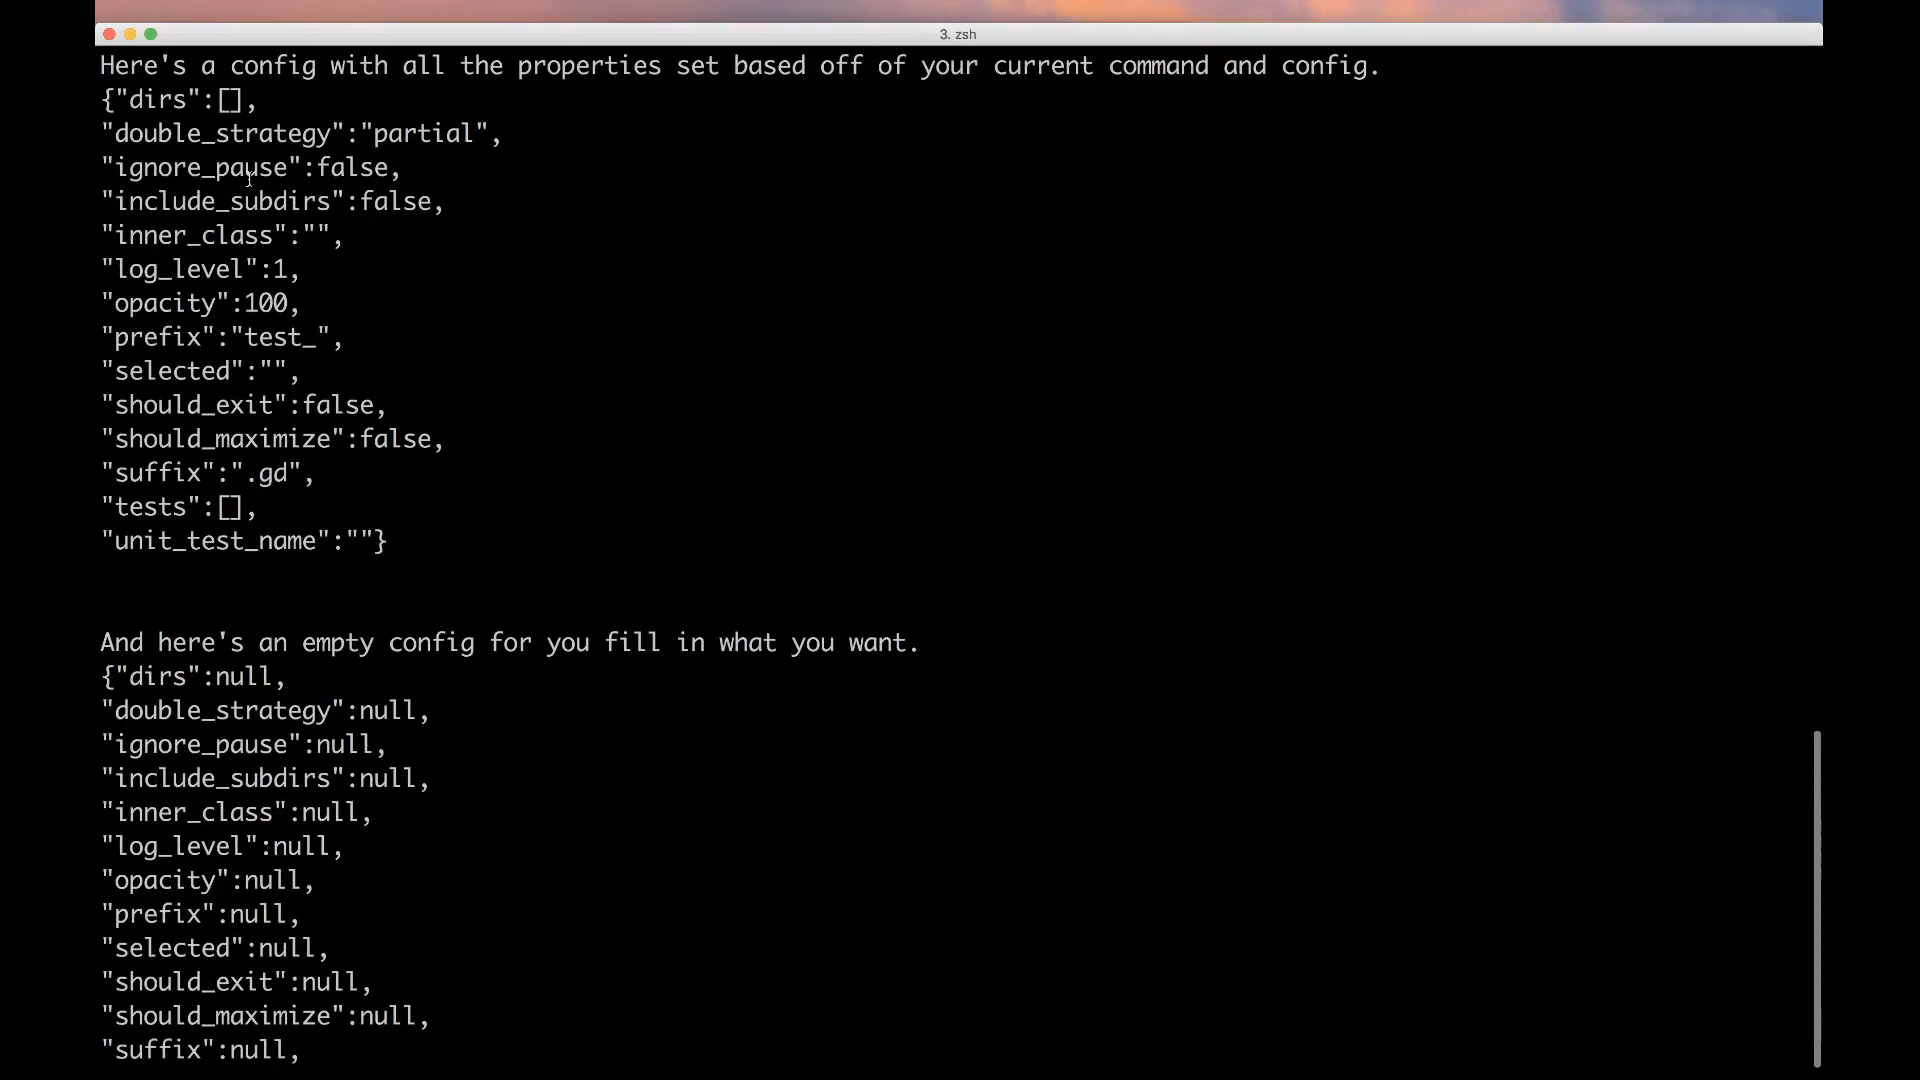 3. zsh
Here's a config with all the properties set based off of your current command and config.
{"dirs":[],
"double_strategy":"partial",
"ignore_pause":false,
"include_subdirs":false,
"inner_class":"",
"log_level":1,
"opacity":100,
"prefix":"test_",
"selected":"",
"should_exit":false,
"should_maximize":false,
"suffix":".gd",
"tests":[],
"unit_test_name":""}
And here's an empty config for you fill in what you want.
{"dirs":null,
"double_strategy":null,
"ignore_pause":null,
"include_subdirs":null,
"inner_class":null,
"log_level":null,
"opacity":null,
"prefix":null,
"selected":null,
"should_exit":null,
"should_maximize":null,
"suffix":null,